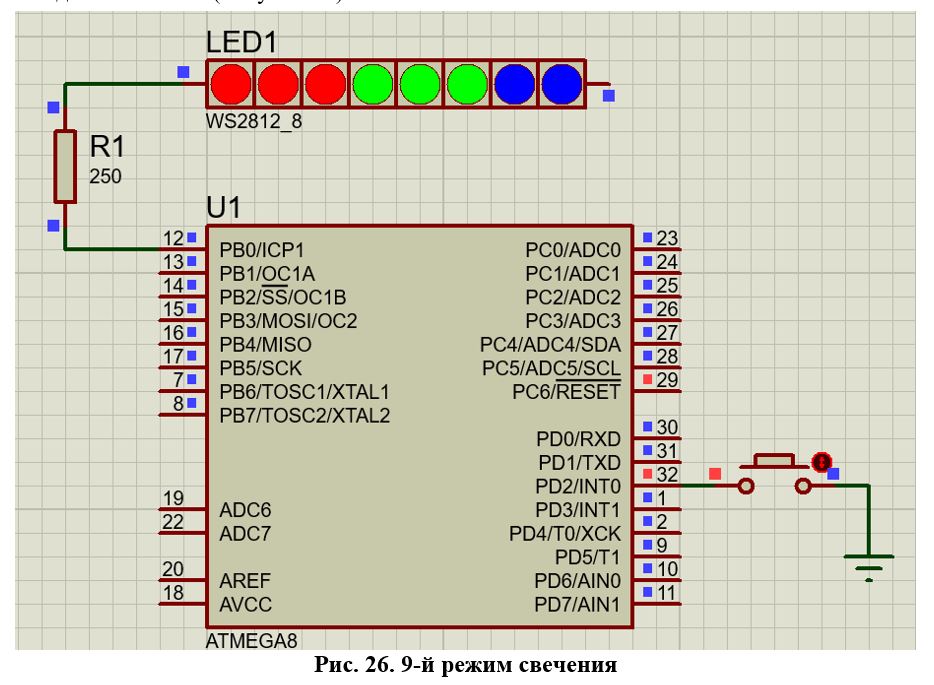 LED1
WS2812_8
R1
250
U1
12 PB0/ICP1
13 PB1/OC1A
14 PB2/SS/OC1B
15 PB3/MOSI/OC2
16 PB4/MISO
17 PB5/SCK
7 PB6/TOSC1/XTAL1
8 PB7/TOSC2/XTAL2
19 ADC6
22 ADC7
20 AREF
18 AVCC
PC0/ADC0 23
PC1/ADC1 24
PC2/ADC2 25
PC3/ADC3 26
PC4/ADC4/SDA 27
PC5/ADC5/SCL 28
PC6/RESET 29
PD0/RXD 30
PD1/TXD 31
PD2/INT0 32
PD3/INT1 1
PD4/T0/XCK 2
PD5/T1 9
PD6/AIN0 10
PD7/AIN1 11
ATMEGA8
Рис. 26. 9-й режим свечения